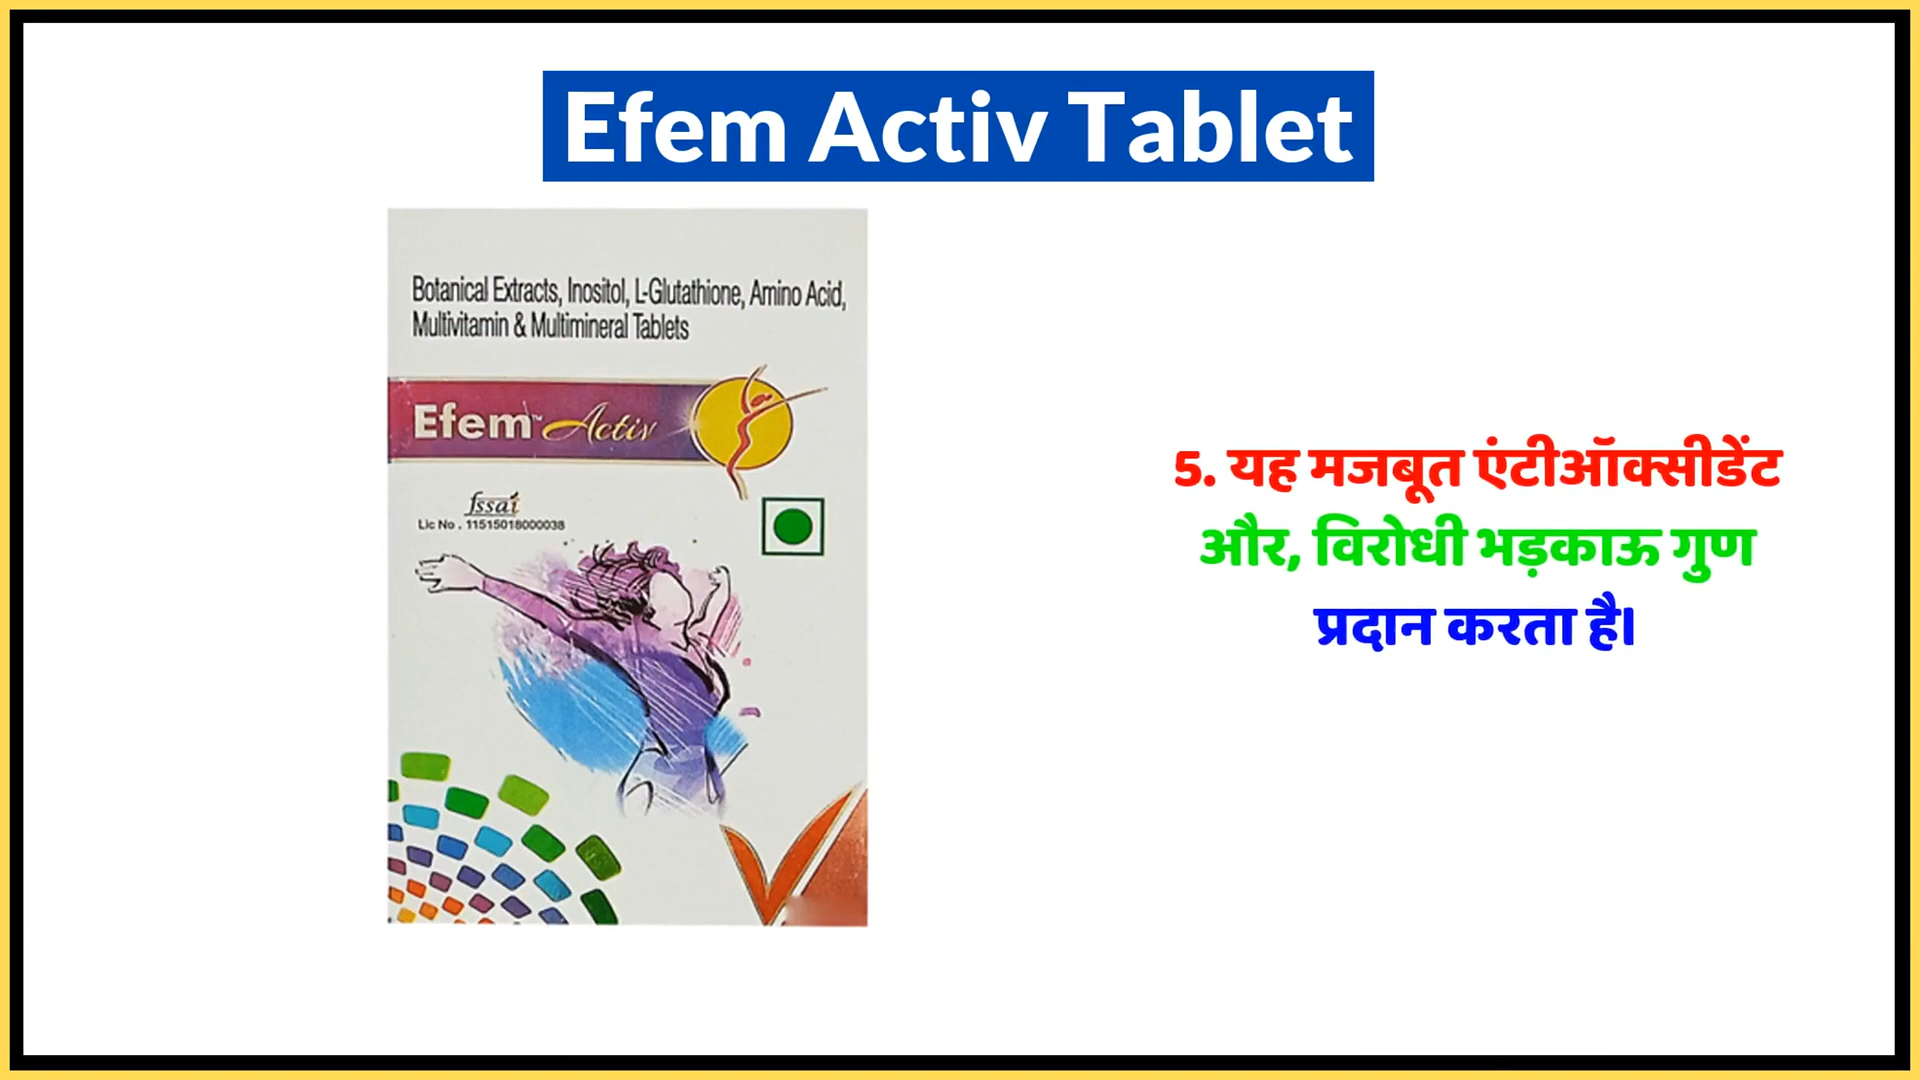 Efem Activ Tablet
Botanical Extracts, Inositol, L-Glutathione, Amino Acid,
Multivitamin & Multimineral Tablets
Efem™ Activ
fssai
Lic No . 11515018000038
5. यह मजबूत एंटीऑक्सीडेंट
और, विरोधी भड़काऊ गुण
प्रदान करता है।